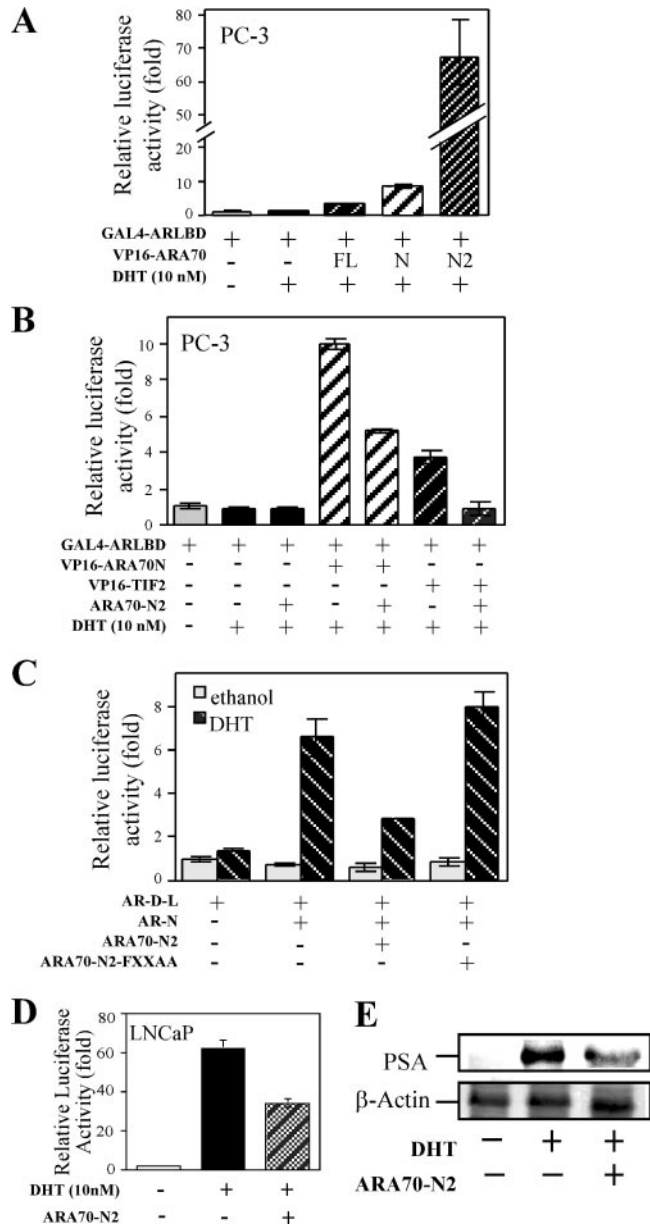 A
PC-3
Relative luciferase
activity (fold)
80
70
60
50
20
10
0
GAL4-ARLBD + + + + +
VP16-ARA70 - - FL N N2
DHT (10 nM) - + + + +
B
PC-3
Relative luciferase
activity (fold)
10
8
6
4
2
0
GAL4-ARLBD + + + + + + +
VP16-ARA70N - - - + + - -
VP16-TIF2 - - - - - + +
ARA70-N2 - - + - + - +
DHT (10 nM) - + + + + + +
C
ethanol
DHT
Relative luciferase
activity (fold)
8
6
4
2
0
AR-D-L + + + +
AR-N - + + +
ARA70-N2 - - + -
ARA70-N2-FXXAA - - - +
D
LNCaP
Relative Luciferase
Activity (fold)
80
60
40
20
0
DHT (10nM) - + +
ARA70-N2 - - +
E
PSA
β-Actin
DHT - + +
ARA70-N2 - - +